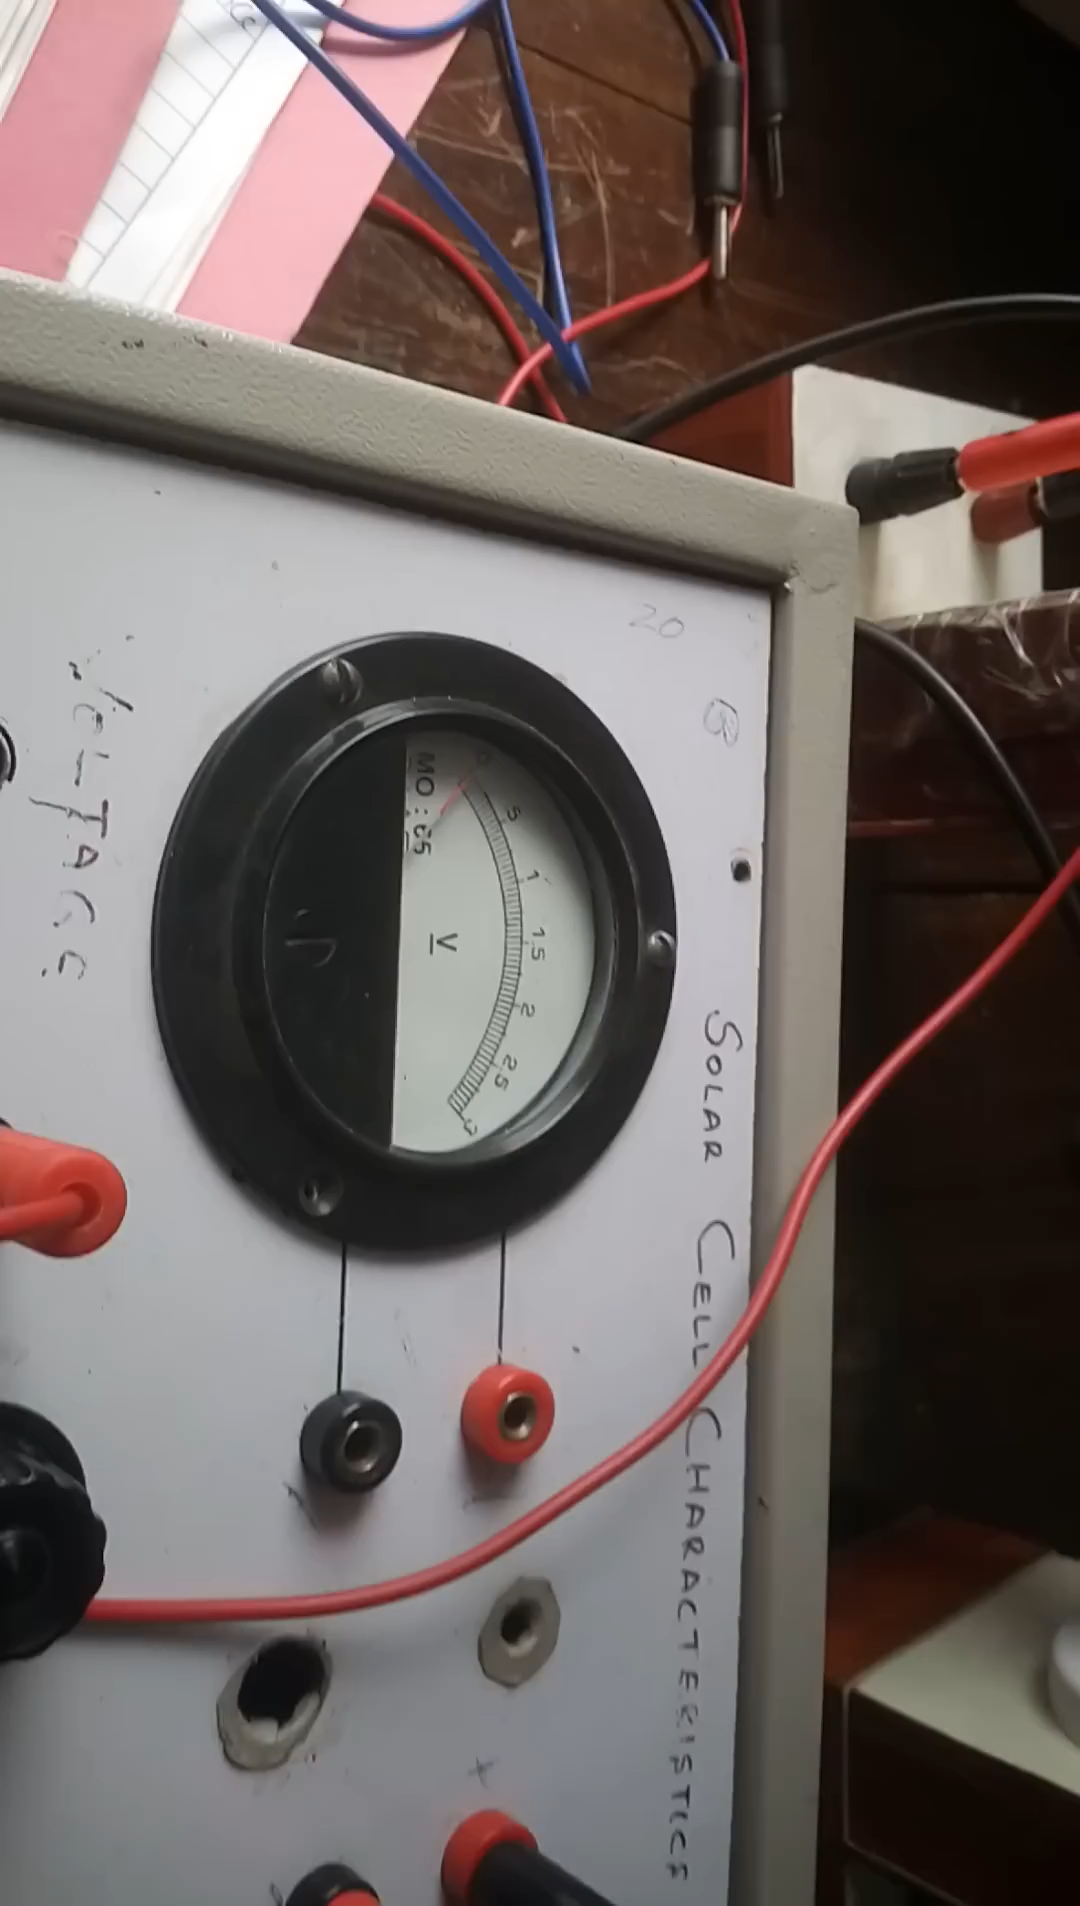 20
SOLAR CELL CHARACTERISTICS
0 5 1 1.5 2 2.5 3
V
MO : 65
VOLTAGE
+